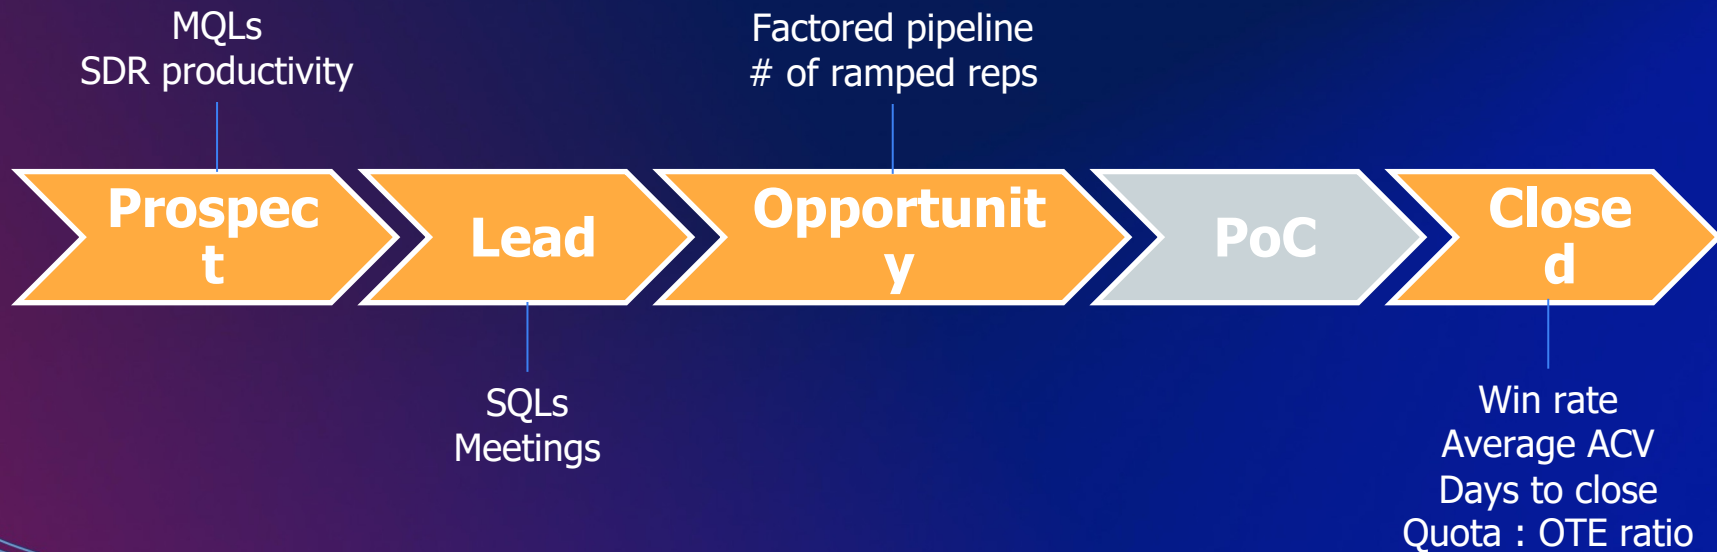 MQLs
SDR productivity
Factored pipeline
# of ramped reps
Prospec
t
Lead
Opportunit
y
PoC
Close
d
SQLs
Meetings
Win rate
Average ACV
Days to close
Quota : OTE ratio